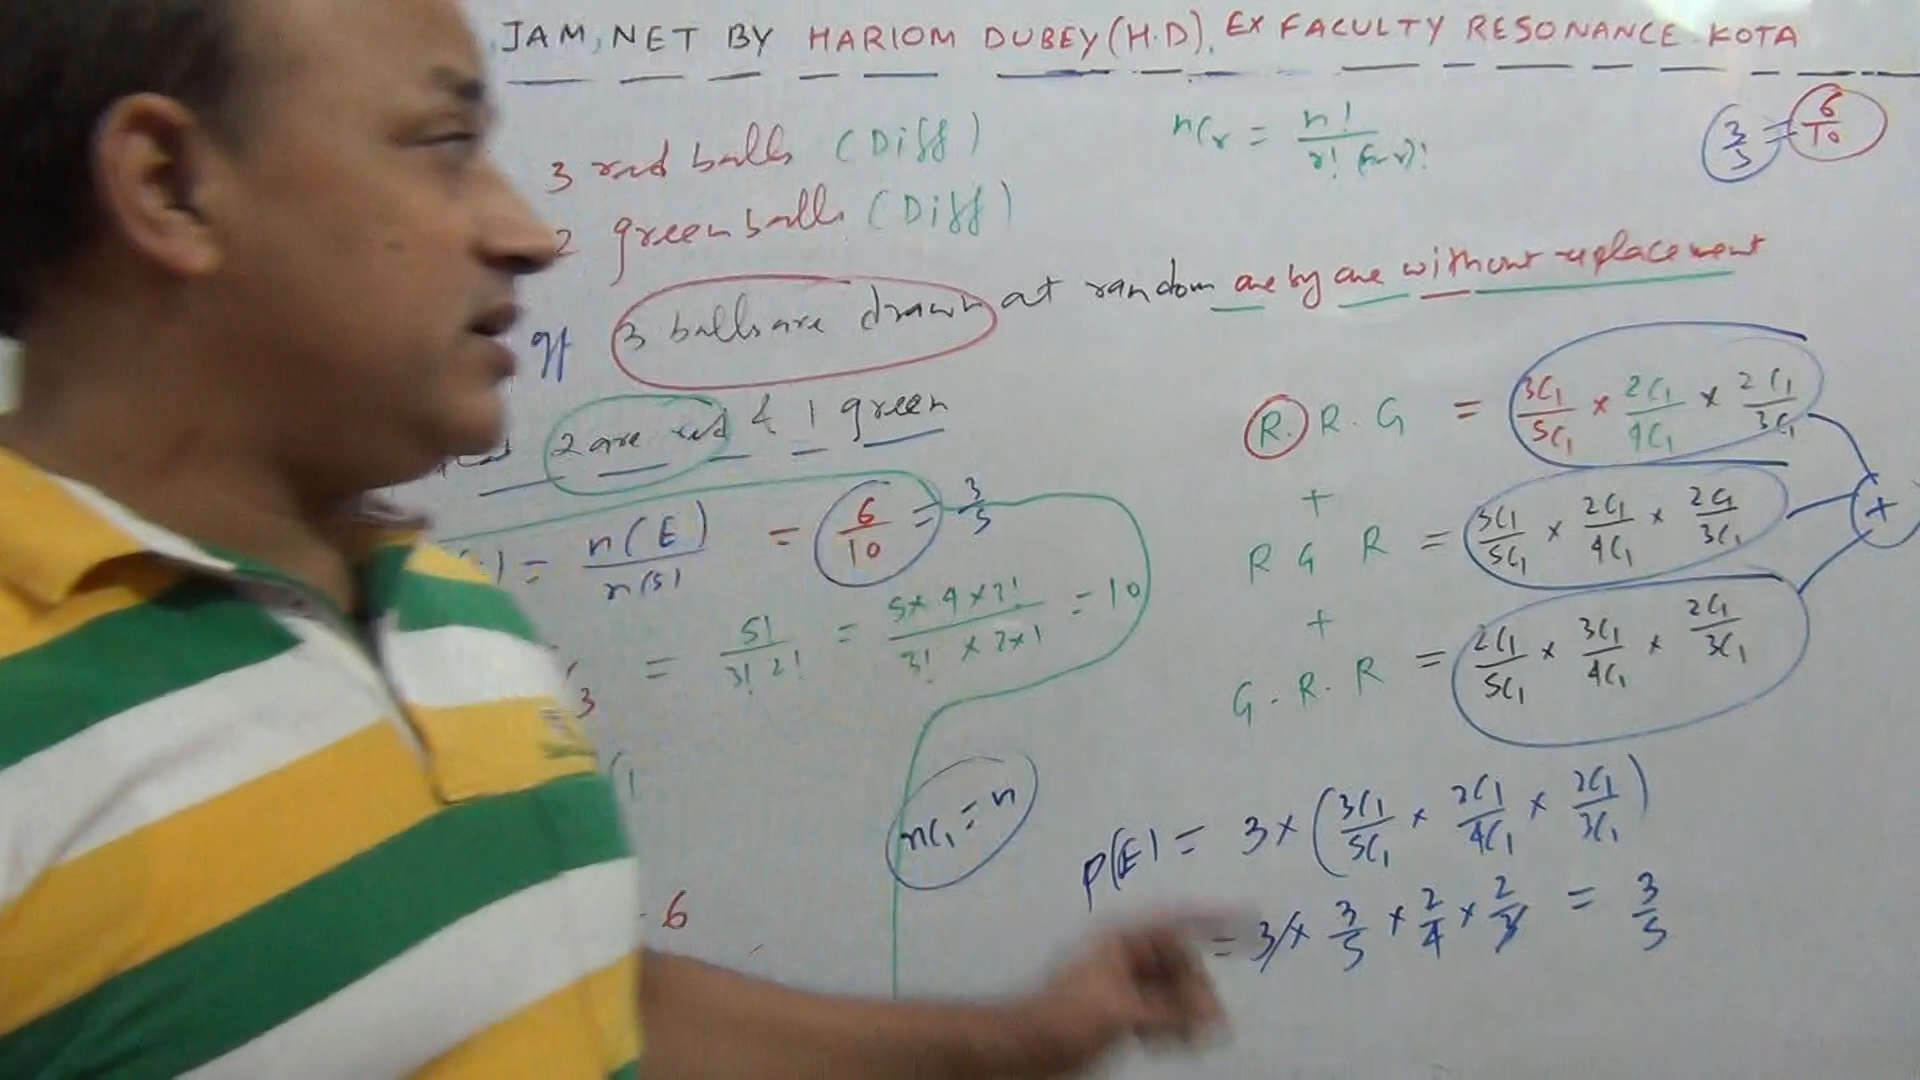 JAM, NET BY HARIOM DUBEY (H.D), EX FACULTY RESONANCE KOTA
3 red balls (Diff)
nCr = n! / r! (n-r)!
3/5 = 6/10
2 green balls (Diff)
If 3 balls are drawn at random one by one without replacement
2 are red & 1 green
R. R. G = 3C1/5C1 × 2C1/4C1 × 2C1/3C1
+
n(E)/n(S) = 6/10 = 3/5
R G R = 3C1/5C1 × 2C1/4C1 × 2C1/3C1
+
+
3 = 5!/3! 2! = 5×4×3!/3! × 2×1 = 10
G. R. R = 2C1/5C1 × 3C1/4C1 × 2C1/3C1
nC1 = n
P(E) = 3 × (3C1/5C1 × 2C1/4C1 × 2C1/3C1)
6
= 3 × 3/5 × 2/4 × 2/3 = 3/5